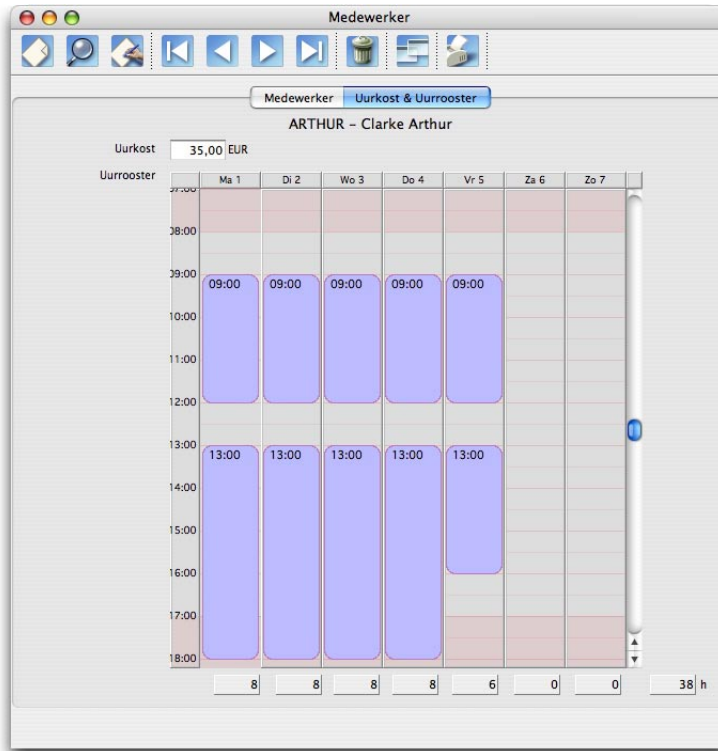 Medewerker
Medewerker Uurkost & Uurrooster
ARTHUR – Clarke Arthur
Uurkost 35,00 EUR
Uurrooster Ma 1 Di 2 Wo 3 Do 4 Vr 5 Za 6 Zo 7
07:00
08:00
09:00 09:00 09:00 09:00 09:00 09:00
10:00
11:00
12:00
13:00 13:00 13:00 13:00 13:00 13:00
14:00
15:00
16:00
17:00
18:00
8 8 8 8 6 0 0 38 h